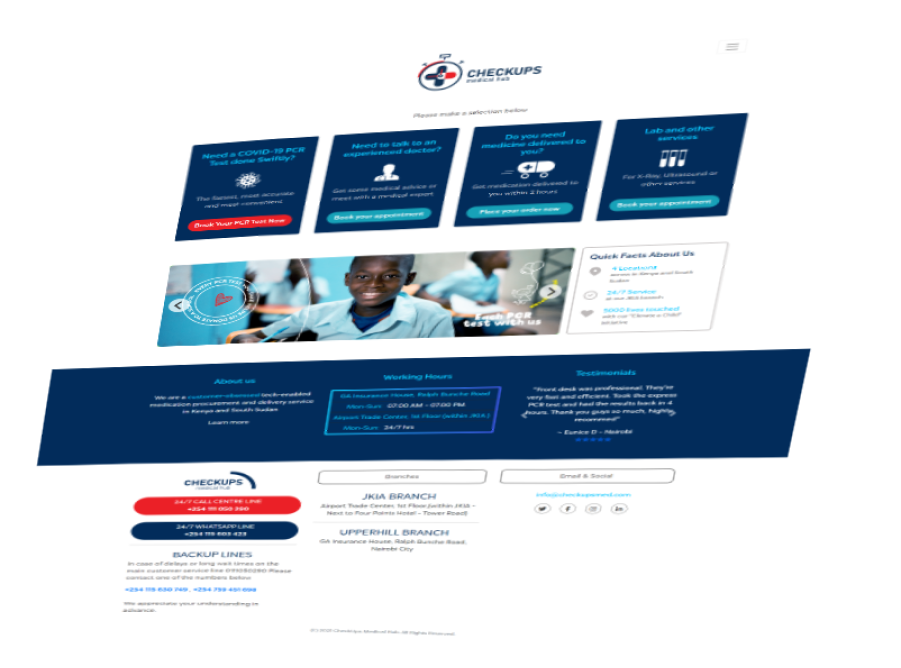 CHECKUPS
medical hub
Please make a selection below
Need a COVID-19 PCR
Test done Swiftly?
The fastest, most accurate
and most convenient
Book Your PCR Test Now
Need to talk to an
experienced doctor?
Get some medical advice or
meet with a medical expert
Book your appointment
Do you need
medicine delivered to
you?
Get medication delivered to
you within 2 hours
Place your order now
Lab and other
services
For X-Ray, Ultrasound or
other services
Book your appointment
Each PCR
test with us
Quick Facts About Us
4 Locations
across in Kenya and South
Sudan
24/7 Service
at our JKIA branch
5000 lives touched
with our "Elevate a Child"
initiative
About us
We are a customer-obsessed tech-enabled
medication procurement and delivery service
in Kenya and South Sudan
Learn more
Working Hours
GA Insurance House, Ralph Bunche Road
Mon-Sun: 07:00 AM - 07:00 PM
Airport Trade Center, 1st Floor (within JKIA)
Mon-Sun: 24/7 hrs
Testimonials
"Front desk was professional. They're
very fast and efficient. Took the express
PCR test and feel the results back in 4
hours. Thank you guys so much, highly
recommend"
~ Eunice D - Nairobi
CHECKUPS
medical hub
24/7 CALL CENTRE LINE
+254 111 050 280
24/7 WHATSAPP LINE
+254 115 603 423
BACKUP LINES
In case of delays or long wait times on the
main customer service line 0111050280 Please
contact one of the numbers below
+254 115 630 749 , +254 739 451 098
We appreciate your understanding in
advance.
Branches
JKIA BRANCH
Airport Trade Center, 1st Floor (within JKIA -
Next to Four Points Hotel - Tower Road)
UPPERHILL BRANCH
GA Insurance House, Ralph Bunche Road,
Nairobi City
Email & Social
info@checkupsmed.com
Checkups Medical Hub. All Rights Reserved.